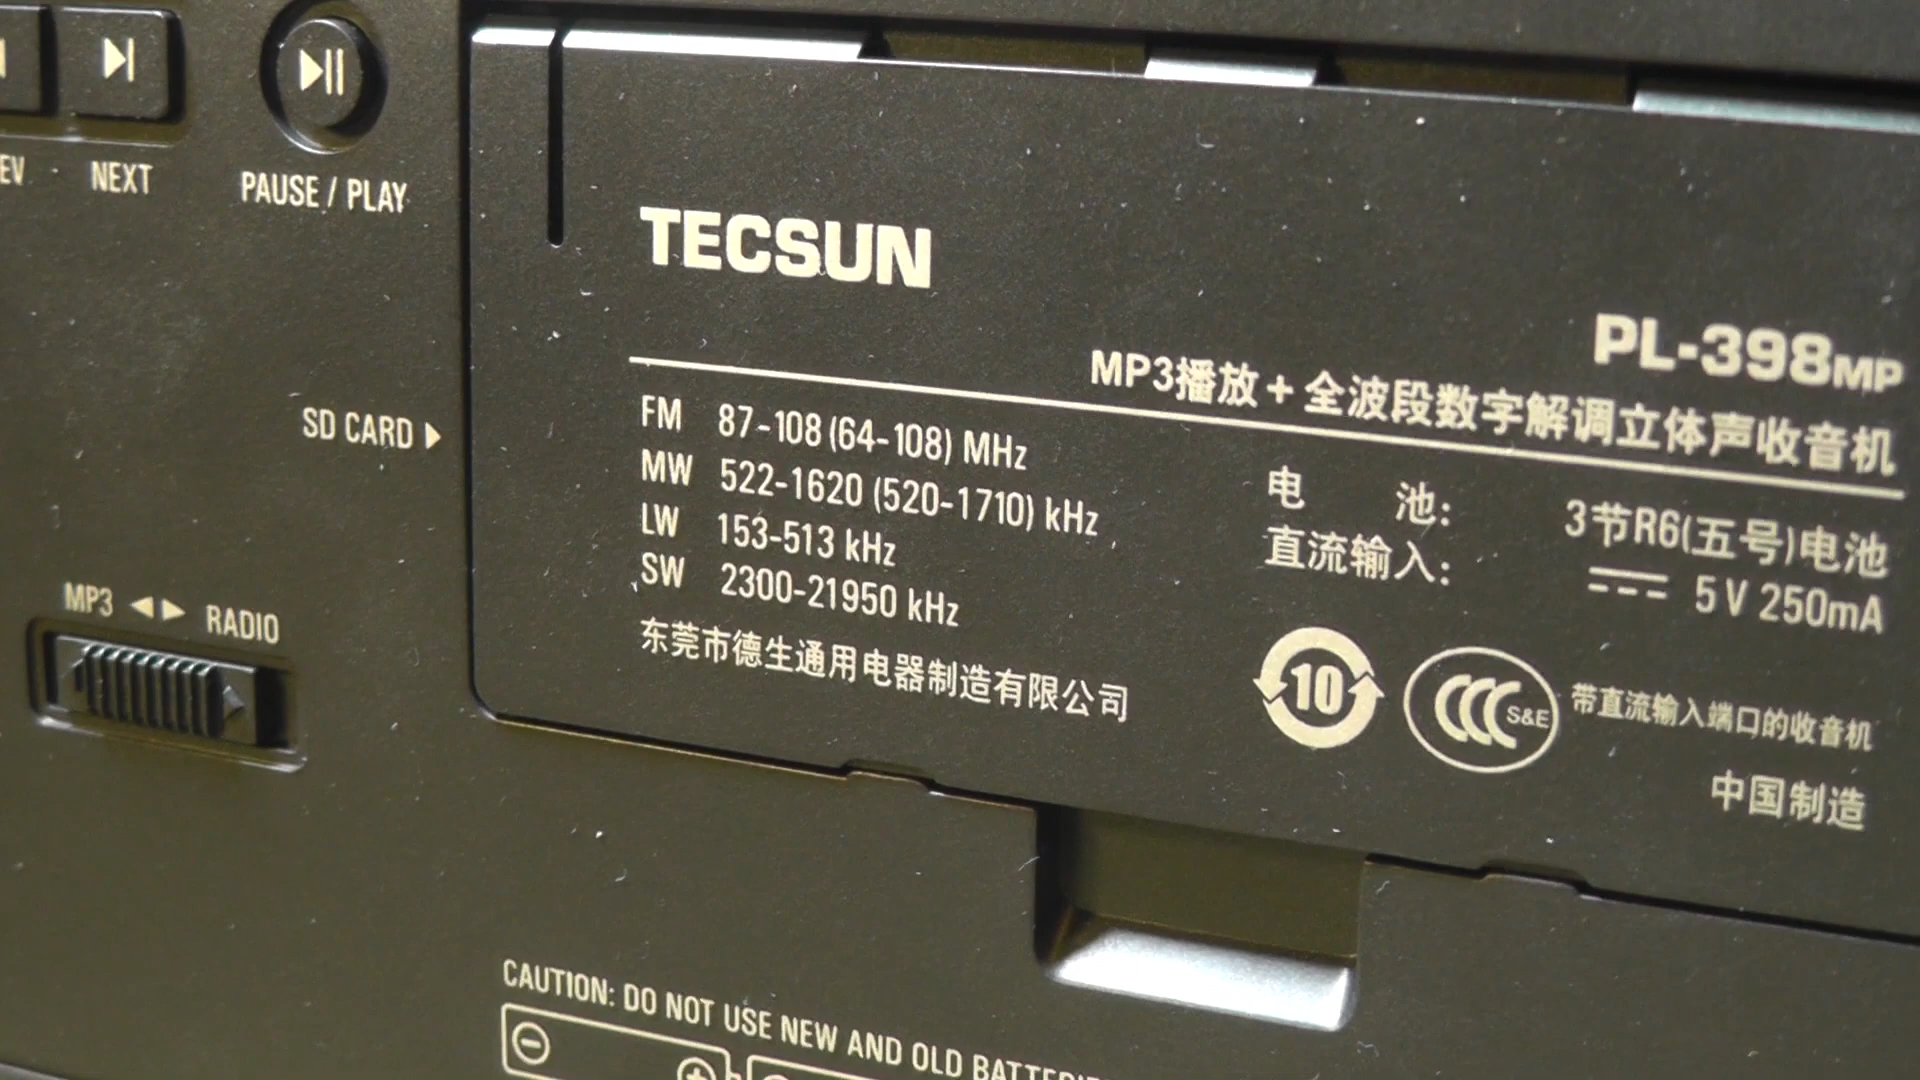 EV
NEXT
PAUSE / PLAY
TECSUN
PL-398MP
MP3播放+全波段数字解调立体声收音机
SD CARD
FM 87-108 (64-108) MHz
MW 522-1620 (520-1710) kHz
LW 153-513 kHz
SW 2300-21950 kHz
东莞市德生通用电器制造有限公司
电 池: 3节R6(五号)电池
直流输入: 5V 250mA
MP3 RADIO
10
CCC S&E
带直流输入端口的收音机
中国制造
CAUTION: DO NOT USE NEW AND OLD BATTERIE